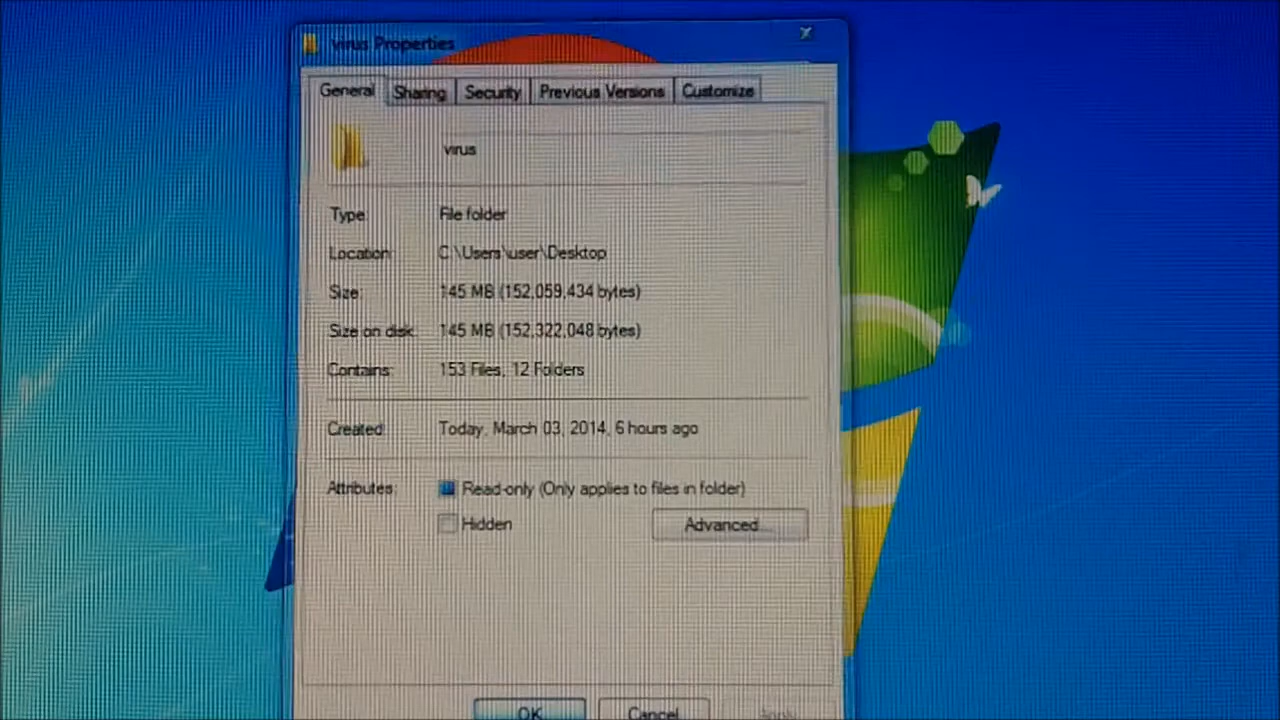 virus Properties
General Sharing Security Previous Versions Customize
virus
Type: File folder
Location: C:\Users\user\Desktop
Size: 145 MB (152,059,434 bytes)
Size on disk: 145 MB (152,322,048 bytes)
Contains: 153 Files, 12 Folders
Created: Today, March 03, 2014, 6 hours ago
Attributes: Read-only (Only applies to files in folder)
Hidden Advanced...
OK Cancel Apply